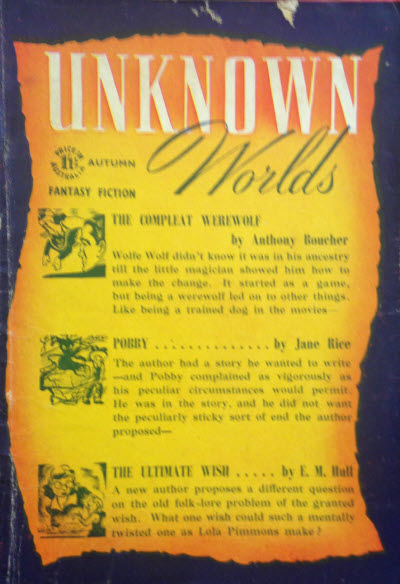 UNKNOWN
Worlds
PRICE IN
1/1
AUSTRALIA
AUTUMN
FANTASY FICTION
THE COMPLEAT WEREWOLF
by Anthony Boucher
Wolfe Wolf didn't know it was in his ancestry
till the little magician showed him how to
make the change. It started as a game,
but being a werewolf led on to other things.
Like being a trained dog in the movies—
POBBY . . . . . . . . . . . . . . by Jane Rice
The author had a story he wanted to write
—and Pobby complained as vigorously as
his peculiar circumstances would permit.
He was in the story, and he did not want
the peculiarly sticky sort of end the author
proposed—
THE ULTIMATE WISH . . . . . by E. M. Hull
A new author proposes a different question
on the old folk-lore problem of the granted
wish. What one wish could such a mentally
twisted one as Lola Pimmons make?